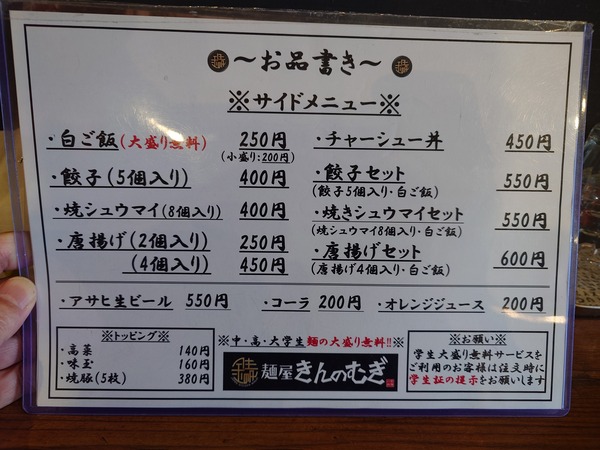 〜お品書き〜
※サイドメニュー※
・白ご飯(大盛り無料) 250円
(小盛り:200円)
・餃子(5個入り) 400円
・焼シュウマイ(8個入り) 400円
・唐揚げ(2個入り) 250円
(4個入り) 450円
・チャーシュー丼 450円
・餃子セット 550円
(餃子5個入り・白ご飯)
・焼きシュウマイセット 550円
(焼シュウマイ8個入り・白ご飯)
・唐揚げセット 600円
(唐揚げ4個入り・白ご飯)
・アサヒ生ビール 550円 ・コーラ 200円 ・オレンジジュース 200円
※トッピング※
・高菜 140円
・味玉 160円
・焼豚(5枚) 380円
※中・高・大学生 麺の大盛り無料!!※
麺屋 きんのむぎ
※お願い※
学生大盛り無料サービスを
ご利用のお客様は注文時に
学生証の提示をお願いします